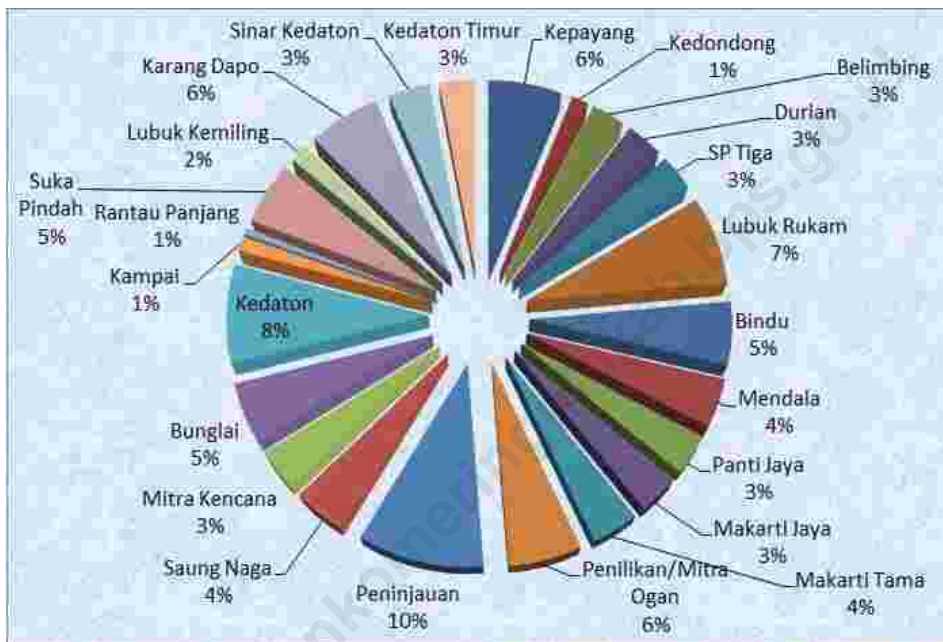 Sinar Kedaton
3%
Kedaton Timur
3%
Kepayang
6%
Kedondong
1%
Belimbing
3%
Durian
3%
SP Tiga
3%
Lubuk Rukam
7%
Bindu
5%
Mendala
4%
Panti Jaya
3%
Makarti Jaya
3%
Makarti Tama
4%
Penilikan/Mitra
Ogan
6%
Peninjauan
10%
Saung Naga
4%
Mitra Kencana
3%
Bunglai
5%
Kedaton
8%
Kampai
1%
Rantau Panjang
1%
Suka
Pindah
5%
Lubuk Kemiling
2%
Karang Dapo
6%